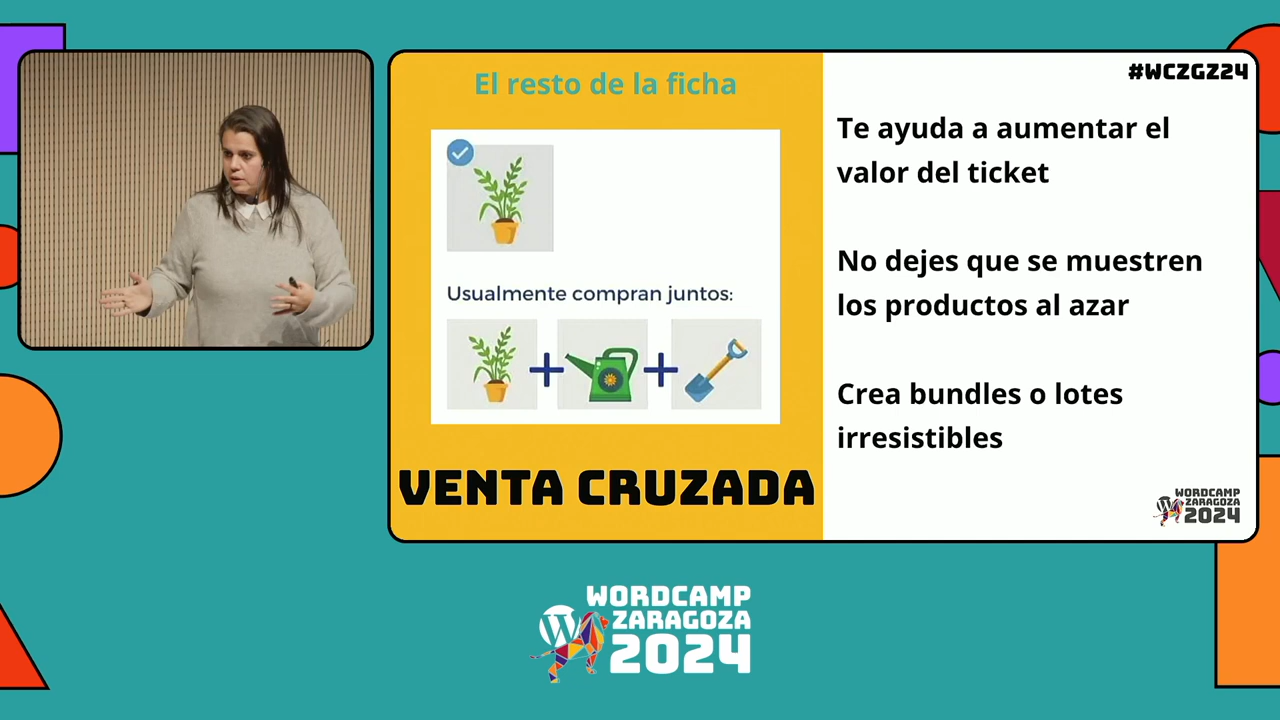 El resto de la ficha
Usualmente compran juntos:
VENTA CRUZADA
#WCZGZ24
Te ayuda a aumentar el
valor del ticket
No dejes que se muestren
los productos al azar
Crea bundles o lotes
irresistibles
WORDCAMP
ZARAGOZA
2024
WORDCAMP
ZARAGOZA
2024